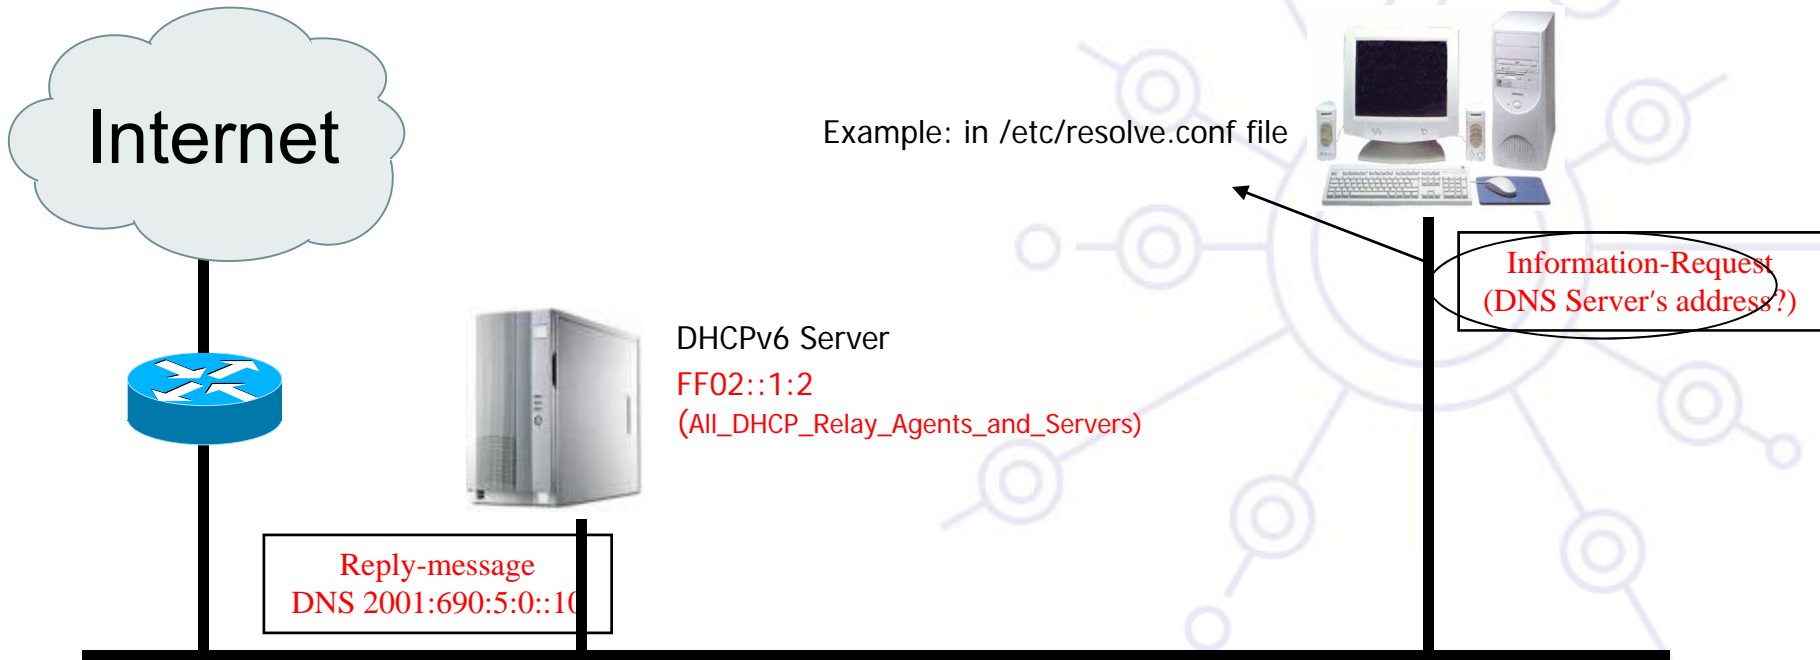 Internet
Example: in /etc/resolve.conf file
Information-Request
(DNS Server's address?)
DHCPv6 Server
FF02::1:2
(All_DHCP_Relay_Agents_and_Servers)
Reply-message
DNS 2001:690:5:0::10